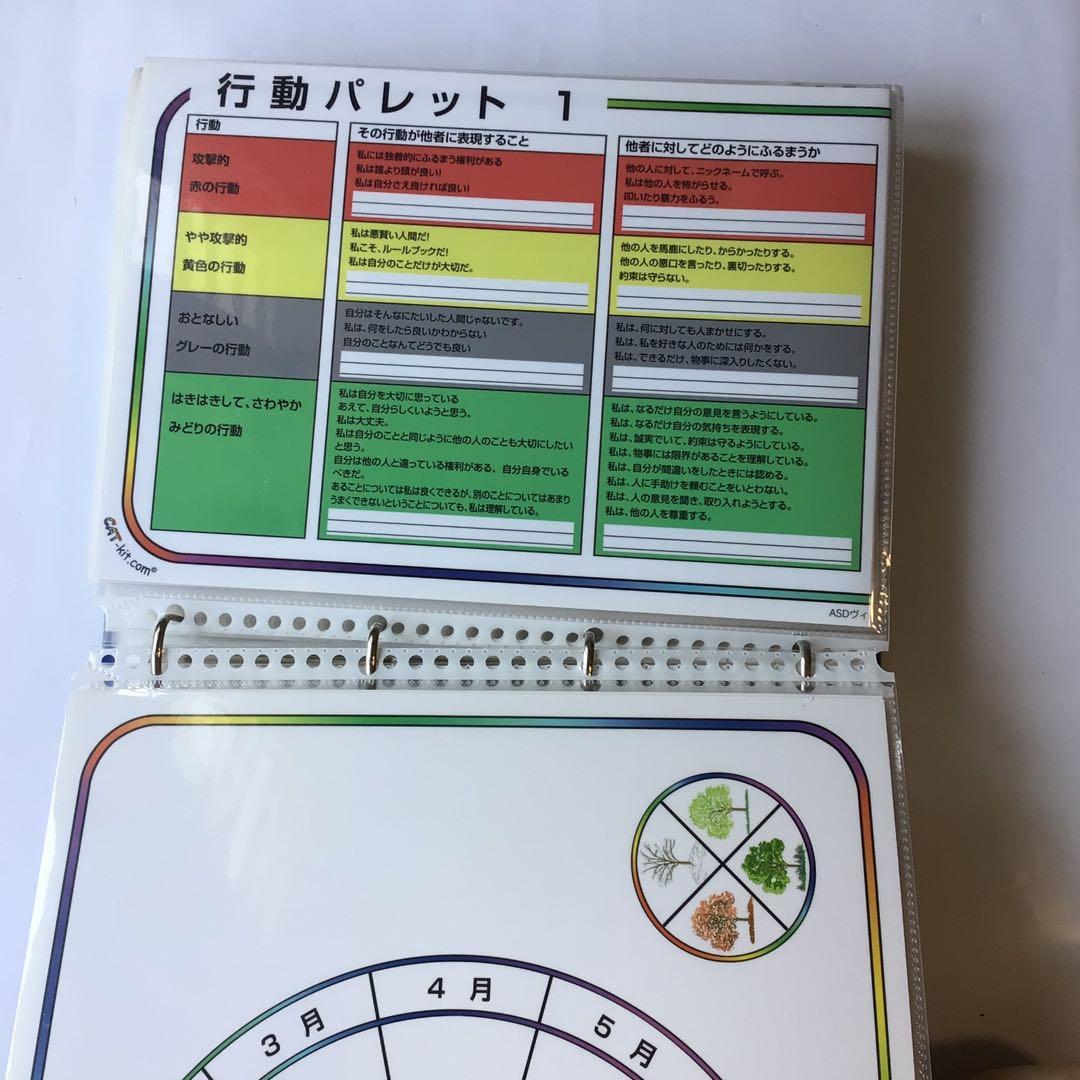 行動パレット 1
行動
その行動が他者に表現すること
他者に対してどのようにふるまうか
攻撃的
赤の行動
私には独善的にふるまう権利がある
私は誰より頭が良い!
私は自分さえ良ければ良い!
他の人に対して、ニックネームで呼ぶ。
私は他の人を怖がらせる。
叩いたり暴力をふるう。
やや攻撃的
黄色の行動
私は悪賢い人間だ!
私こそ、ルールブックだ!
私は自分のことだけが大切だ。
他の人を馬鹿にしたり、からかったりする。
他の人の悪口を言ったり、裏切ったりする。
約束は守らない。
おとなしい
グレーの行動
自分はそんなにたいした人間じゃないです。
私は、何をしたら良いかわからない
自分のことなんてどうでも良い
私は、何に対しても人まかせにする。
私は、私を好きな人のためには何かをする。
私は、できるだけ、物事に深入りしたくない。
はきはきして、さわやか
みどりの行動
私は自分を大切に思っている
あえて、自分らしくいようと思う。
私は大丈夫。
私は自分のことと同じように他の人のことも大切にしたい
と思う。
自分は他の人と違っている権利がある、自分自身でいる
べきだ。
あることについては私は良くできるが、別のことについてはあまり
うまくできないということについても、私は理解している。
私は、なるだけ自分の意見を言うようにしている。
私は、なるだけ自分の気持ちを表現する。
私は、誠実でいて、約束は守るようにしている。
私は、物事には限界があることを理解している。
私は、自分が間違いをしたときには認める。
私は、人に手助けを頼むことをいとわない。
私は、人の意見を聞き、取り入れようとする。
私は、他の人を尊重する。
CAT-kit.com©
ASDヴィ
3月
4月
5月